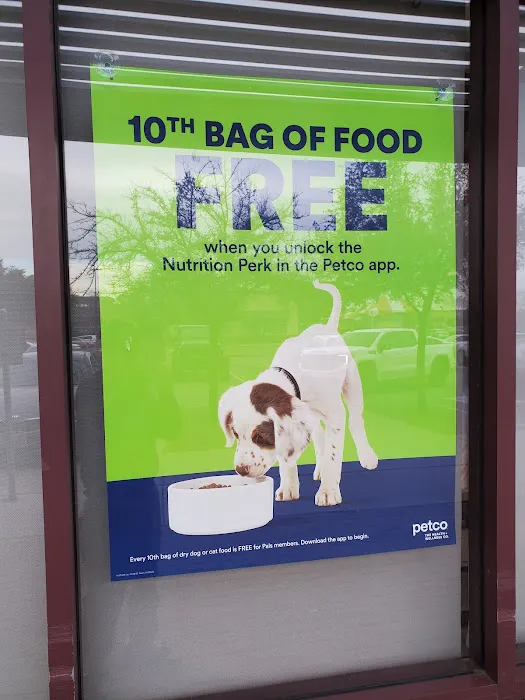 10TH BAG OF FOOD
FREE
when you unlock the
Nutrition Perk in the Petco app.
Every 10th bag of dry dog or cat food is FREE for Pals members. Download the app to begin.
petco
THE HEALTH +
WELLNESS CO.